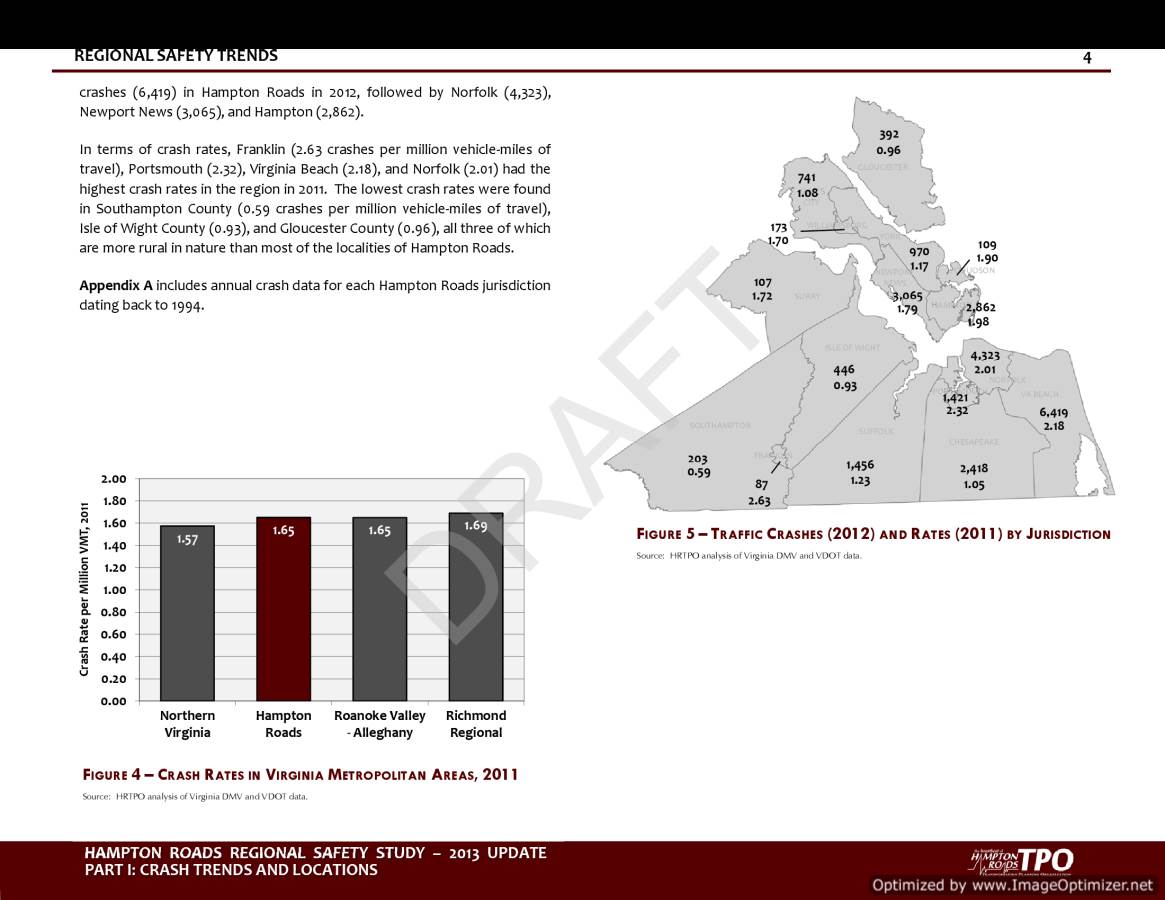 REGIONAL SAFETY TRENDS
4
crashes (6,419) in Hampton Roads in 2012, followed by Norfolk (4,323),
Newport News (3,065), and Hampton (2,862).
In terms of crash rates, Franklin (2.63 crashes per million vehicle-miles of
travel), Portsmouth (2.32), Virginia Beach (2.18), and Norfolk (2.01) had the
highest crash rates in the region in 2011. The lowest crash rates were found
in Southampton County (0.59 crashes per million vehicle-miles of travel),
Isle of Wight County (0.93), and Gloucester County (0.96), all three of which
are more rural in nature than most of the localities of Hampton Roads.
Appendix A includes annual crash data for each Hampton Roads jurisdiction
dating back to 1994.
2.00
1.80
1.60
1.40
1.20
1.00
0.80
0.60
0.40
0.20
0.00
Crash Rate per Million VMT, 2011
1.57
1.65
1.65
1.69
Northern
Virginia
Hampton
Roads
Roanoke Valley
- Alleghany
Richmond
Regional
FIGURE 4 – CRASH RATES IN VIRGINIA METROPOLITAN AREAS, 2011
Source: HRTPO analysis of Virginia DMV and VDOT data.
DRAFT
392
0.96
GLOUCESTER
741
1.08
173
1.70
970
1.17
109
1.90
107
1.72
SURRY
NEWPORT
NEWS
3,065
1.79
2,862
1.98
ISLE OF WIGHT
446
0.93
4,323
2.01
NORFOLK
1,421
2.32
VA BEACH
6,419
2.18
SOUTHAMPTON
203
0.59
87
2.63
SUFFOLK
1,456
1.23
CHESAPEAKE
2,418
1.05
FIGURE 5 – TRAFFIC CRASHES (2012) AND RATES (2011) BY JURISDICTION
Source: HRTPO analysis of Virginia DMV and VDOT data.
HAMPTON ROADS REGIONAL SAFETY STUDY – 2013 UPDATE
PART I: CRASH TRENDS AND LOCATIONS
HAMPTON
ROADS
TPO
Optimized by www.ImageOptimizer.net